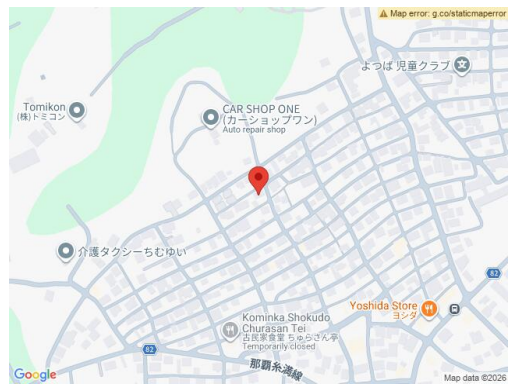 Map error: g.co/staticmaperror
よつば 児童クラブ
Tomikon
(株)トミコン
CAR SHOP ONE
(カーショップワン)
Auto repair shop
介護タクシーちむゆい
82
Yoshida Store
ヨシダ
Kominka Shokudo
Churasan Tei
古民家食堂 ちゅらさん亭
Temporarily closed
82
那覇糸満線
Google
Map data ©2026